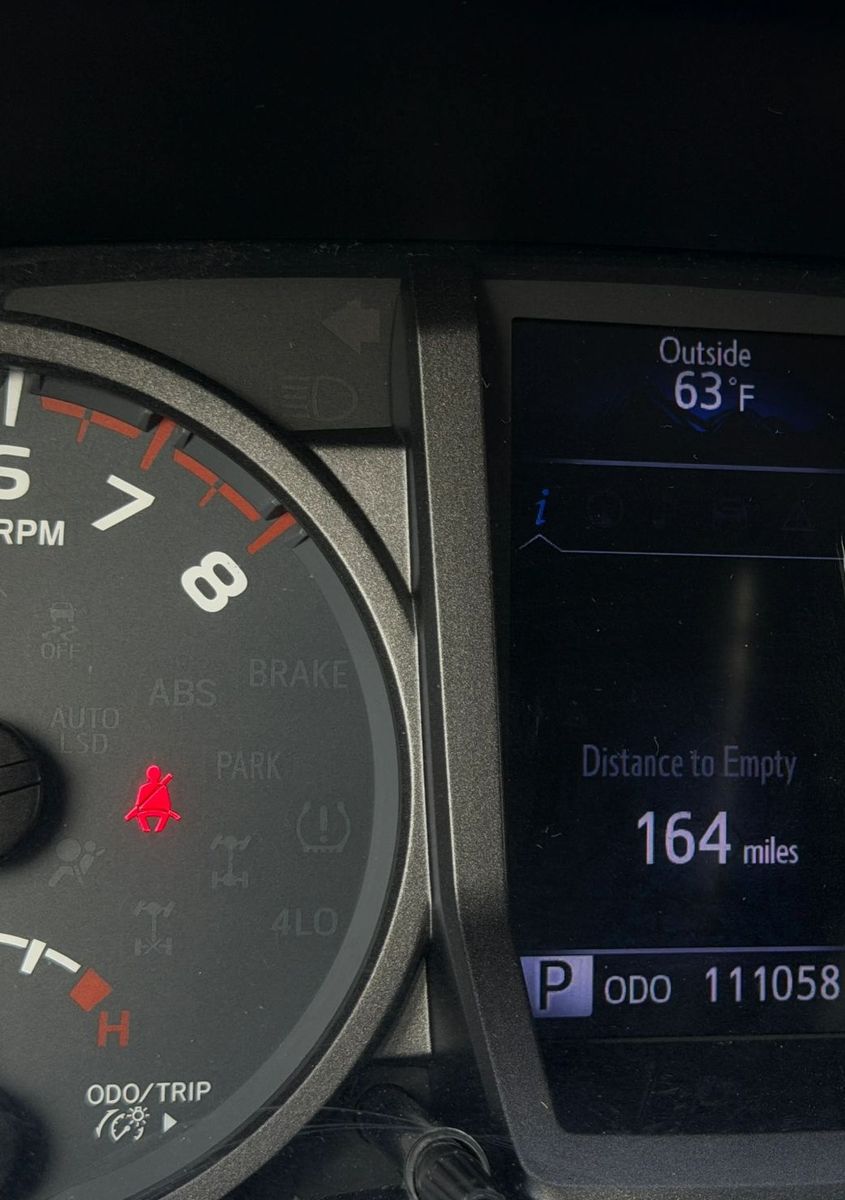 Outside
63°F
i
6
7
8
RPM
OFF
ABS
BRAKE
AUTO
LSD
PARK
4LO
H
ODO/TRIP
Distance to Empty
164 miles
P ODO 111058